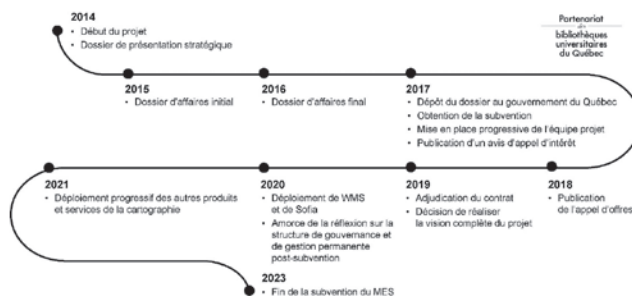 2014
• Début du projet
• Dossier de présentation stratégique
Partenariat
des
bibliothèques
universitaires
du Québec
2015
• Dossier d'affaires initial
2016
• Dossier d'affaires final
2017
• Dépôt du dossier au gouvernement du Québec
• Obtention de la subvention
• Mise en place progressive de l'équipe projet
• Publication d'un avis d'appel d'intérêt
2018
• Publication
de l'appel d'offres
2019
• Adjudication du contrat
• Décision de réaliser
la vision complète du projet
2020
• Déploiement de WMS
et de Sofia
• Amorce de la réflexion sur la
structure de gouvernance et
de gestion permanente
post-subvention
2021
• Déploiement progressif des autres produits
et services de la cartographie
2023
• Fin de la subvention du MES